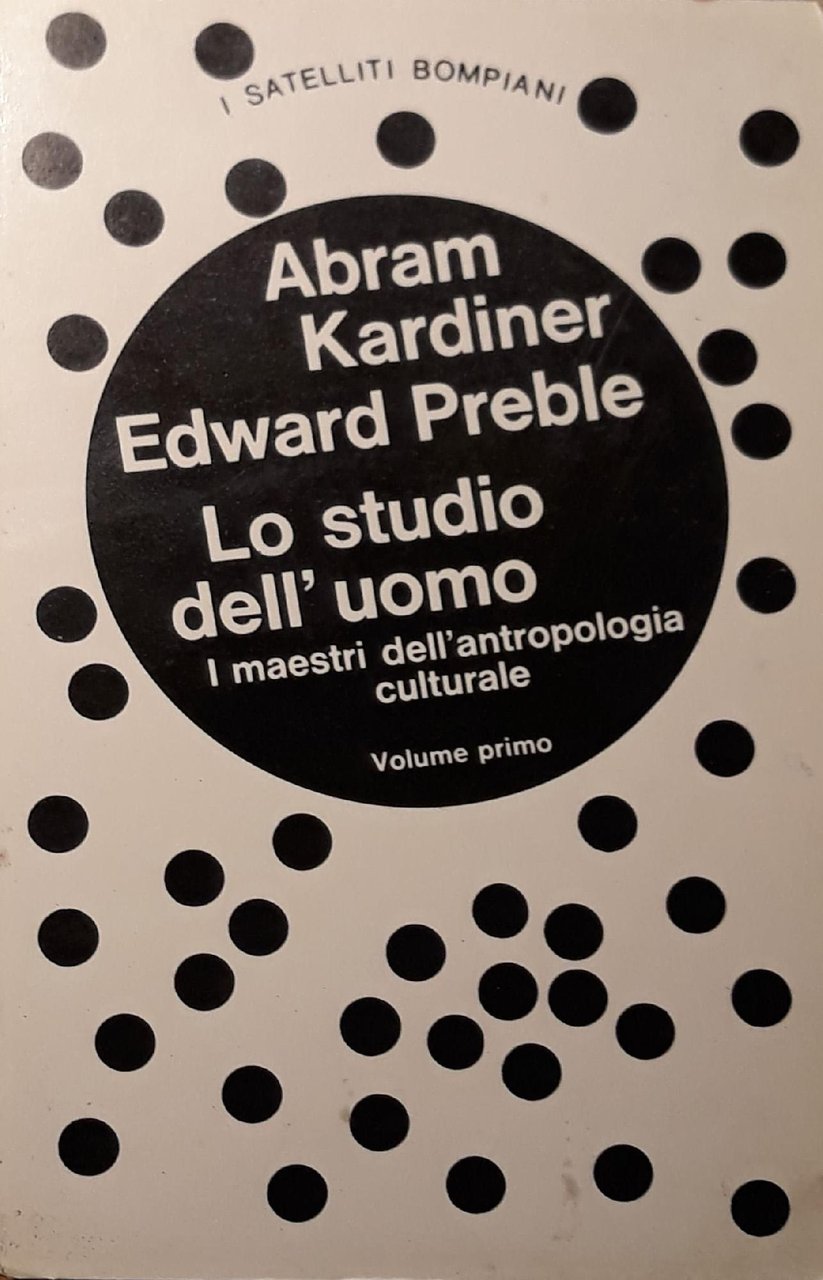 I SATELLITI BOMPIANI
Abram
Kardiner
Edward Preble
Lo studio
dell' uomo
I maestri dell'antropologia
culturale
Volume primo